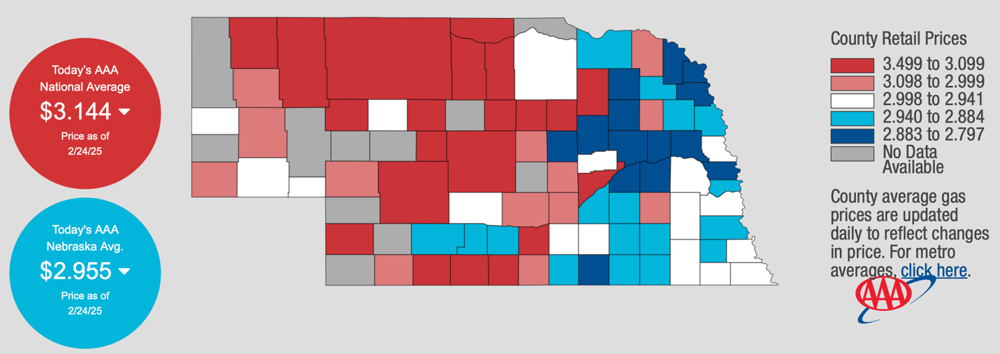 Today's AAA
National Average
$3.144
Price as of
2/24/25
Today's AAA
Nebraska Avg.
$2.955
Price as of
2/24/25
County Retail Prices
3.499 to 3.099
3.098 to 2.999
2.998 to 2.941
2.940 to 2.884
2.883 to 2.797
No Data
Available
County average gas
prices are updated
daily to reflect changes
in price. For metro
averages, click here.
AAA